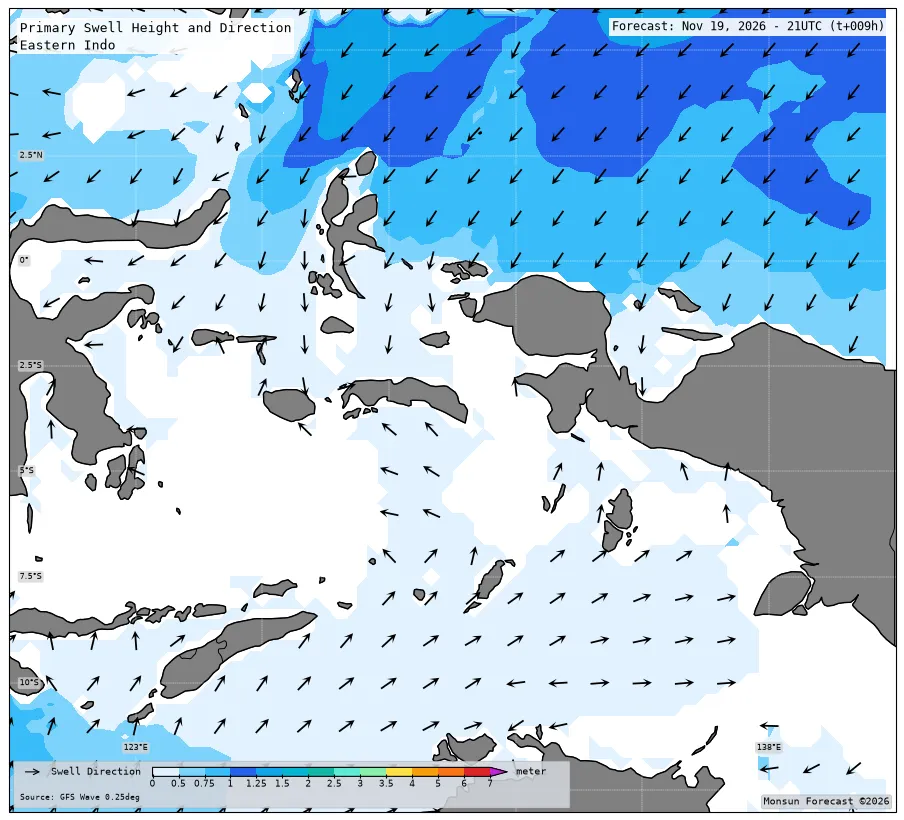 Primary Swell Height and Direction
Eastern Indo
Forecast: Nov 19, 2026 - 21UTC (t+009h)
2.5°N
0°
2.5°S
5°S
7.5°S
10°S
123°E
138°E
Swell Direction
0 0.5 0.75 1 1.25 1.5 2 2.5 3 3.5 4 5 6 7
meter
Source: GFS Wave 0.25deg
Monsun Forecast ©2026